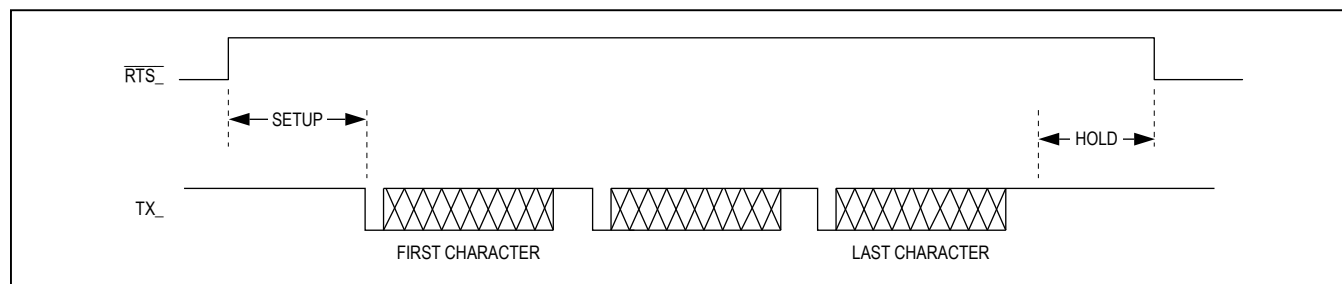 RTS_
SETUP
HOLD
TX_
FIRST CHARACTER
LAST CHARACTER